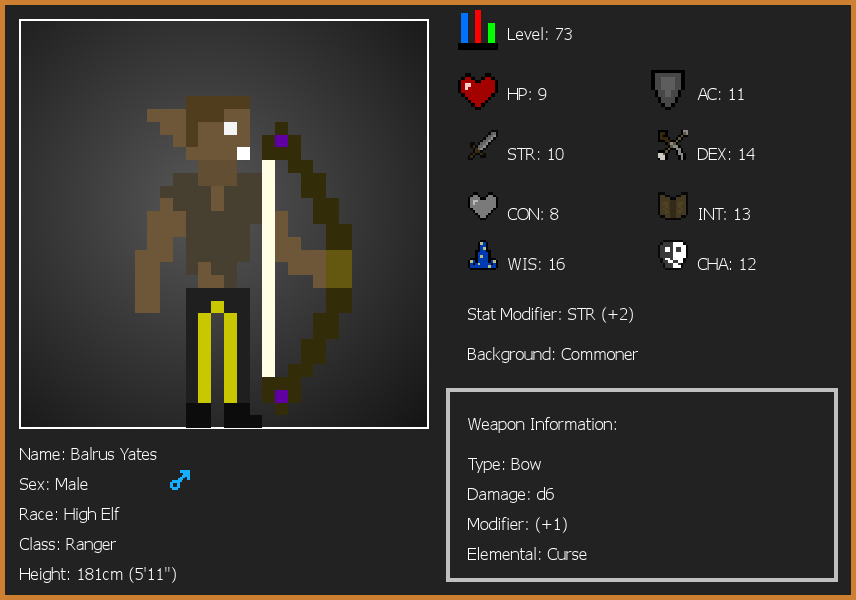 Level: 73
HP: 9
AC: 11
STR: 10
DEX: 14
CON: 8
INT: 13
WIS: 16
CHA: 12
Stat Modifier: STR (+2)
Background: Commoner
Weapon Information:
Type: Bow
Damage: d6
Modifier: (+1)
Elemental: Curse
Name: Balrus Yates
Sex: Male
Race: High Elf
Class: Ranger
Height: 181cm (5'11")